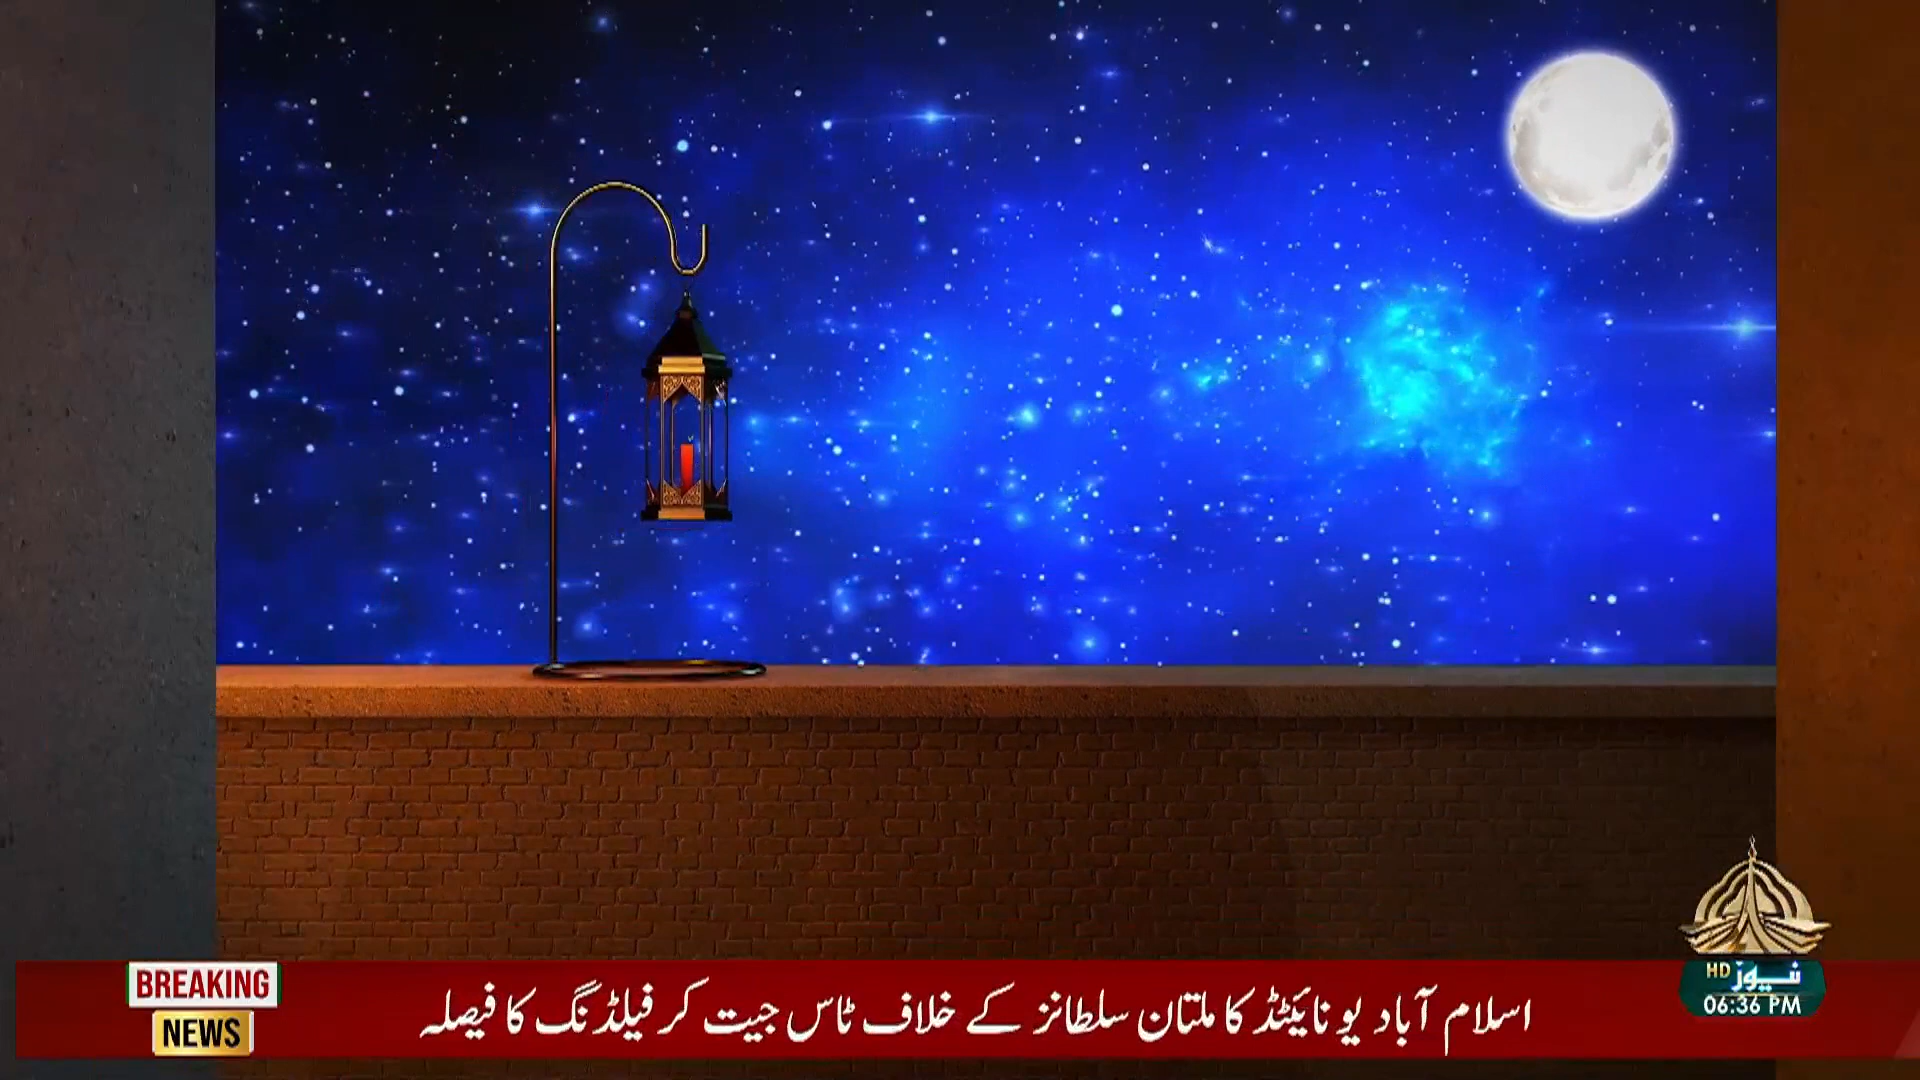 HD نیوز
06:36 PM
BREAKING
NEWS
اسلام آباد یونائیٹڈ کا ملتان سلطانز کے خلاف ٹاس جیت کر فیلڈنگ کا فیصلہ